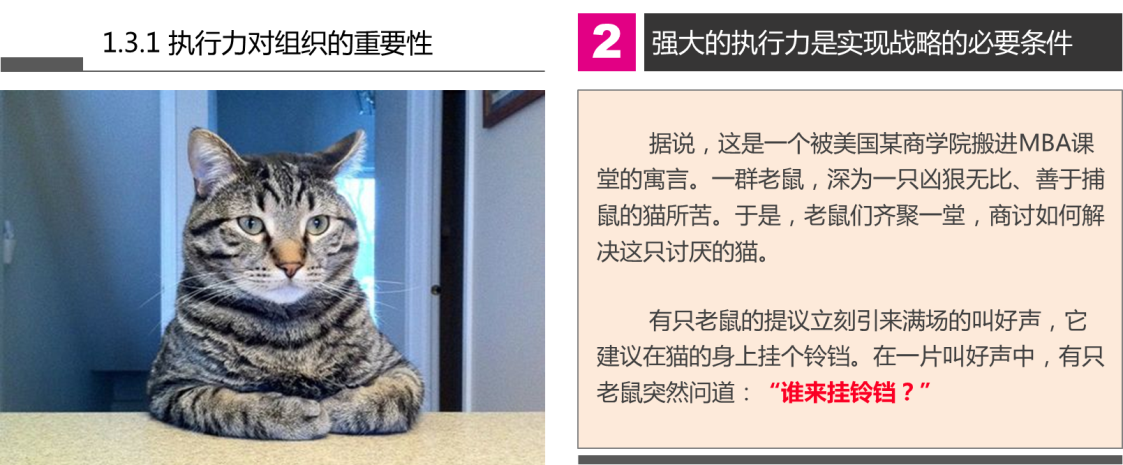 1.3.1 执行力对组织的重要性
2 强大的执行力是实现战略的必要条件
据说，这是一个被美国某商学院搬进MBA课
堂的寓言。一群老鼠，深为一只凶狠无比、善于捕
鼠的猫所苦。于是，老鼠们齐聚一堂，商讨如何解
决这只讨厌的猫。
有只老鼠的提议立刻引来满场的叫好声，它
建议在猫的身上挂个铃铛。在一片叫好声中，有只
老鼠突然问道：“谁来挂铃铛？”